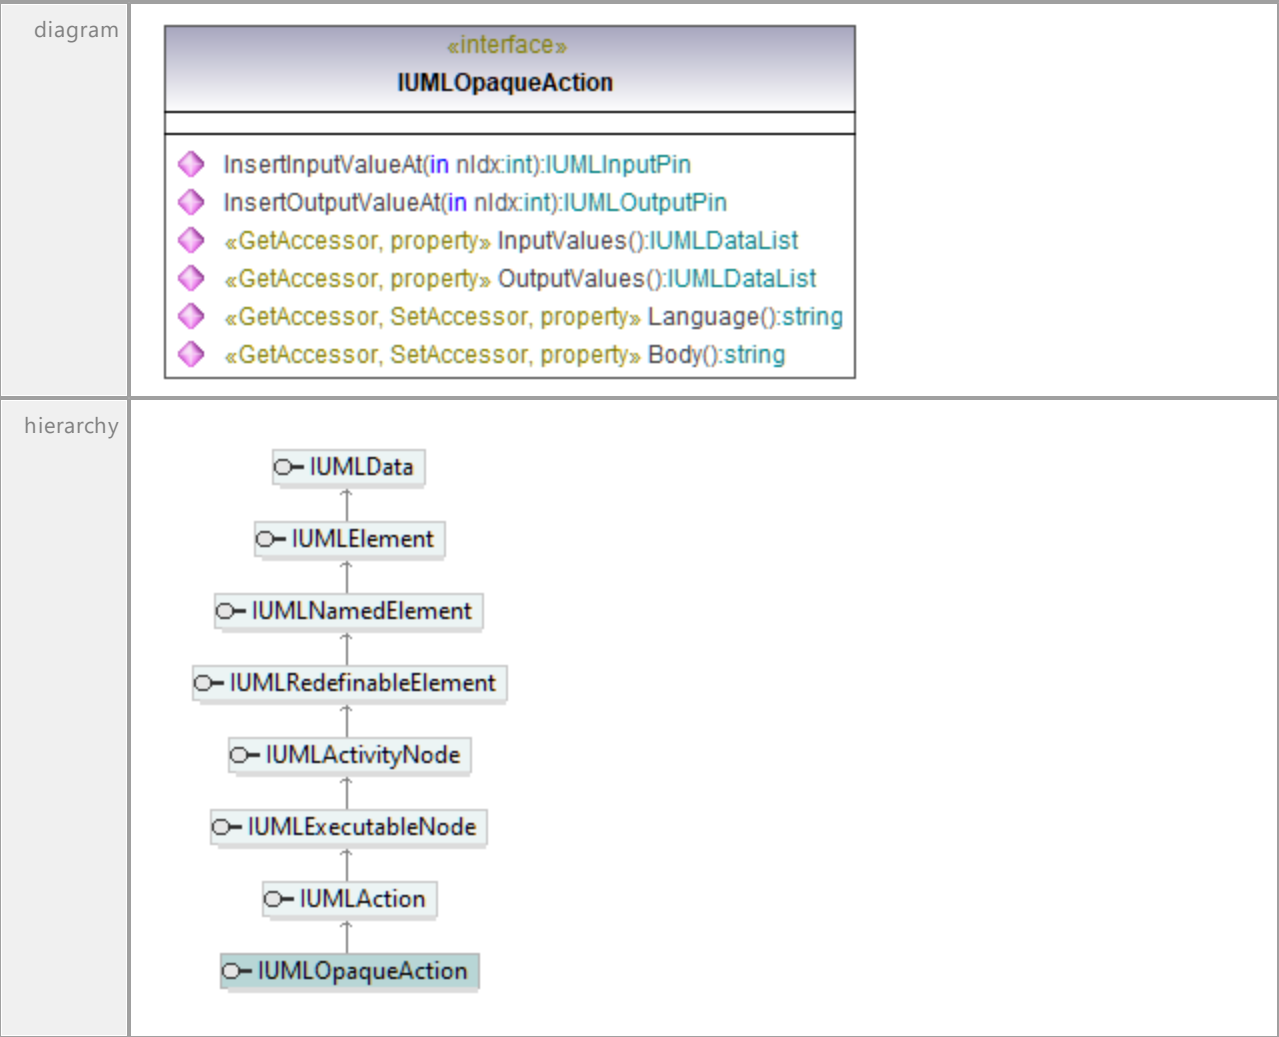 diagram
«interface»
IUMLOpaqueAction
InsertInputValueAt(in nIdx:int):IUMLInputPin
InsertOutputValueAt(in nIdx:int):IUMLOutputPin
«GetAccessor, property» InputValues():IUMLDataList
«GetAccessor, property» OutputValues():IUMLDataList
«GetAccessor, SetAccessor, property» Language():string
«GetAccessor, SetAccessor, property» Body():string
hierarchy
IUMLData
IUMLElement
IUMLNamedElement
IUMLRedefinableElement
IUMLActivityNode
IUMLExecutableNode
IUMLAction
IUMLOpaqueAction